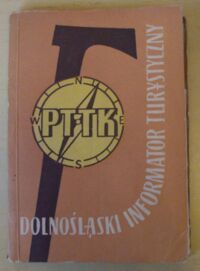 N
W PTTK E
S
DOLNOŚLĄSKI INFORMATOR TURYSTYCZNY